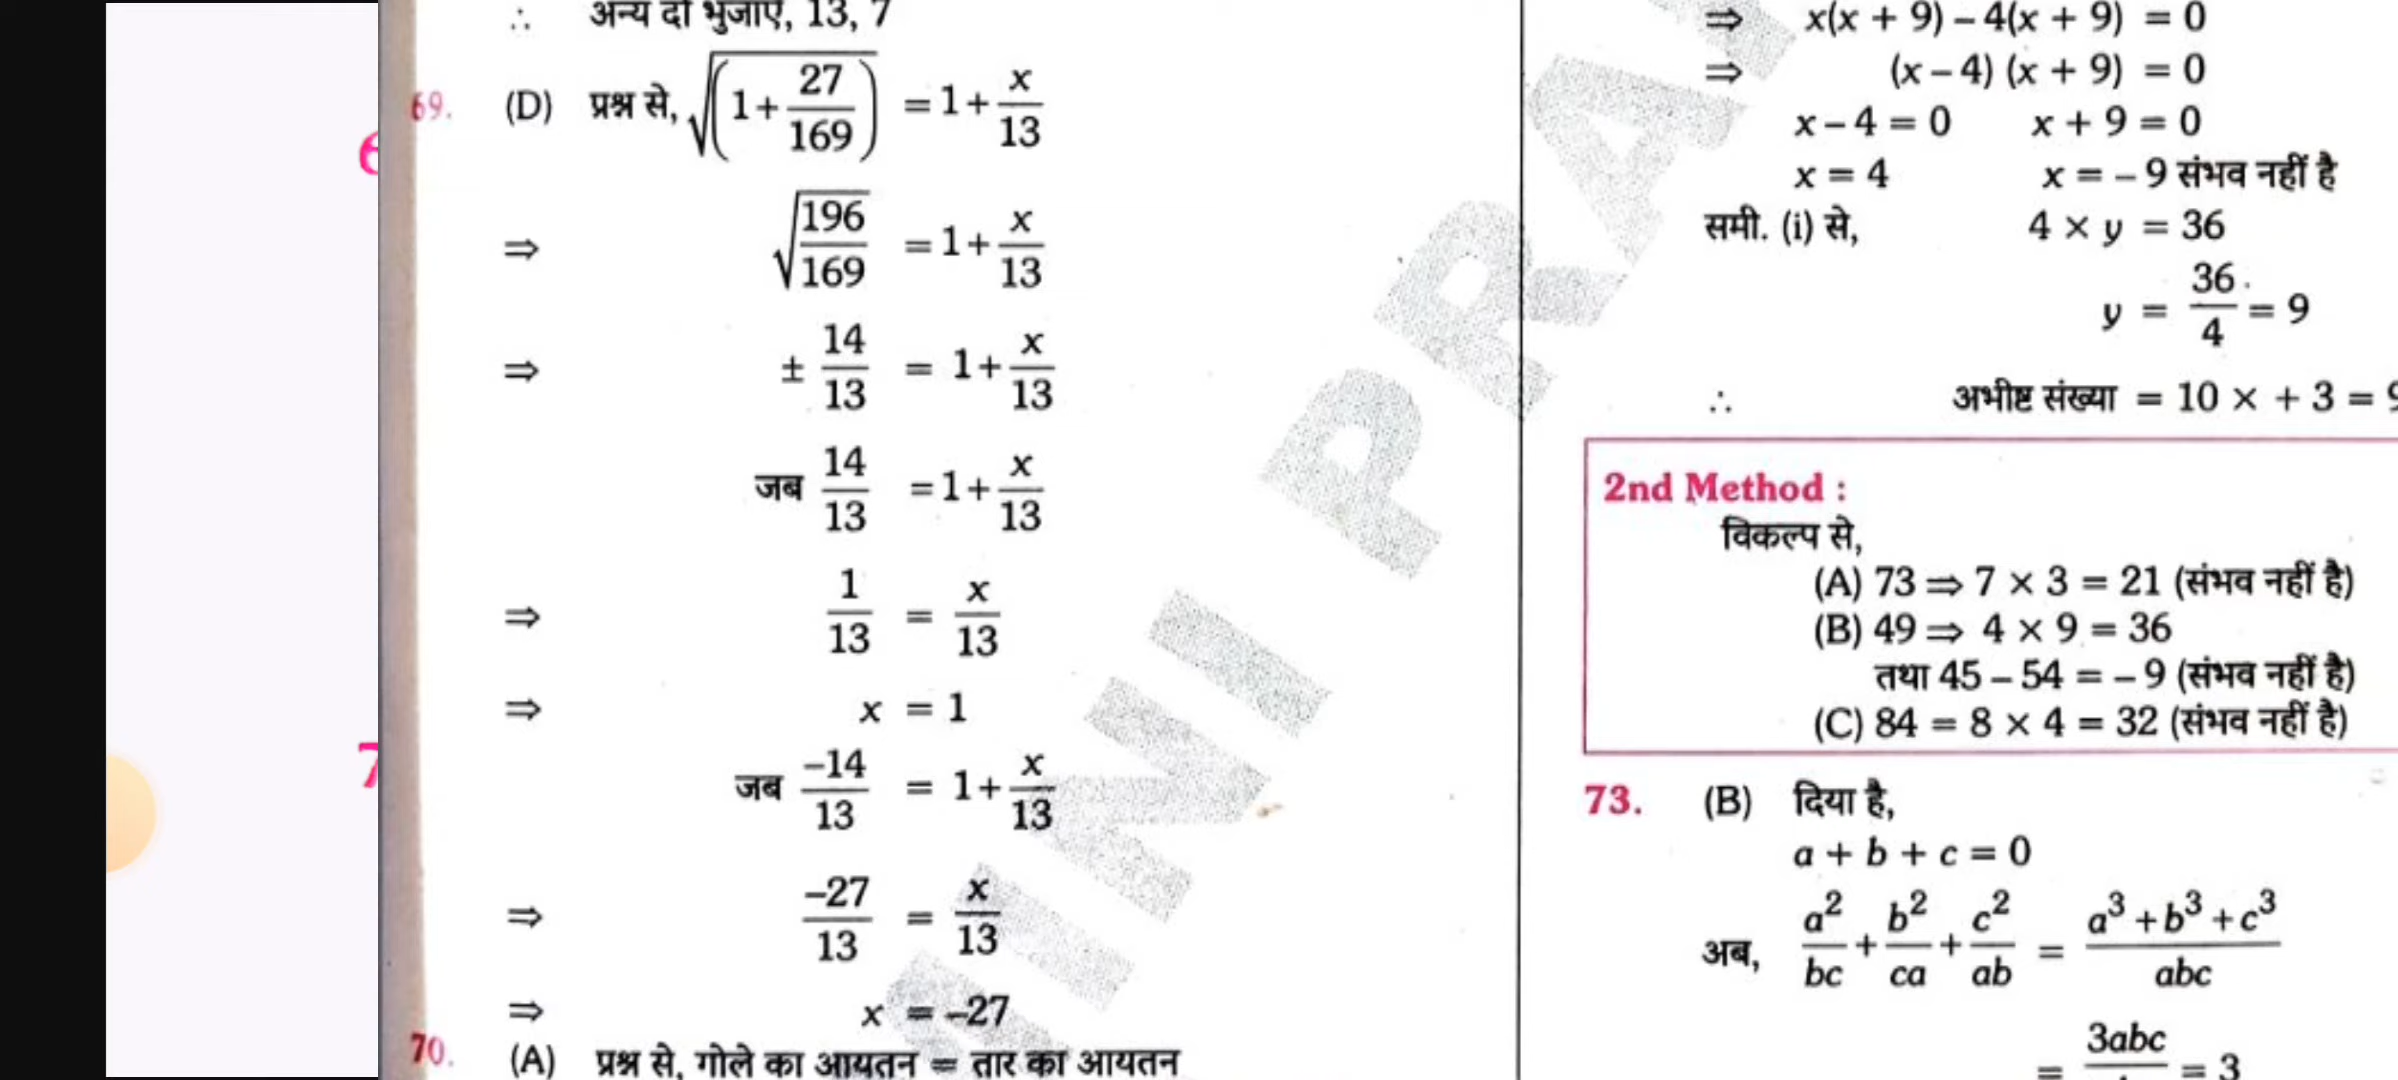 ∴ अन्य दो भुजाएँ, 13, 7
69. (D) प्रश्न से, √(1 + 27/169) = 1 + x/13
⇒ √(196/169) = 1 + x/13
⇒ ± 14/13 = 1 + x/13
जब 14/13 = 1 + x/13
⇒ 1/13 = x/13
⇒ x = 1
जब –14/13 = 1 + x/13
⇒ –27/13 = x/13
⇒ x = –27
70. (A) प्रश्न से, गोले का आयतन = तार का आयतन
⇒ x(x + 9) – 4(x + 9) = 0
⇒ (x – 4) (x + 9) = 0
x – 4 = 0 x + 9 = 0
x = 4 x = – 9 संभव नहीं है
समी. (i) से, 4 × y = 36
y = 36/4 = 9
∴ अभीष्ट संख्या = 10 × + 3 = 9
2nd Method :
विकल्प से,
(A) 73 ⇒ 7 × 3 = 21 (संभव नहीं है)
(B) 49 ⇒ 4 × 9 = 36
तथा 45 – 54 = – 9 (संभव नहीं है)
(C) 84 = 8 × 4 = 32 (संभव नहीं है)
73. (B) दिया है,
a + b + c = 0
अब, a²/bc + b²/ca + c²/ab = (a³ + b³ + c³)/abc
= 3abc = 3